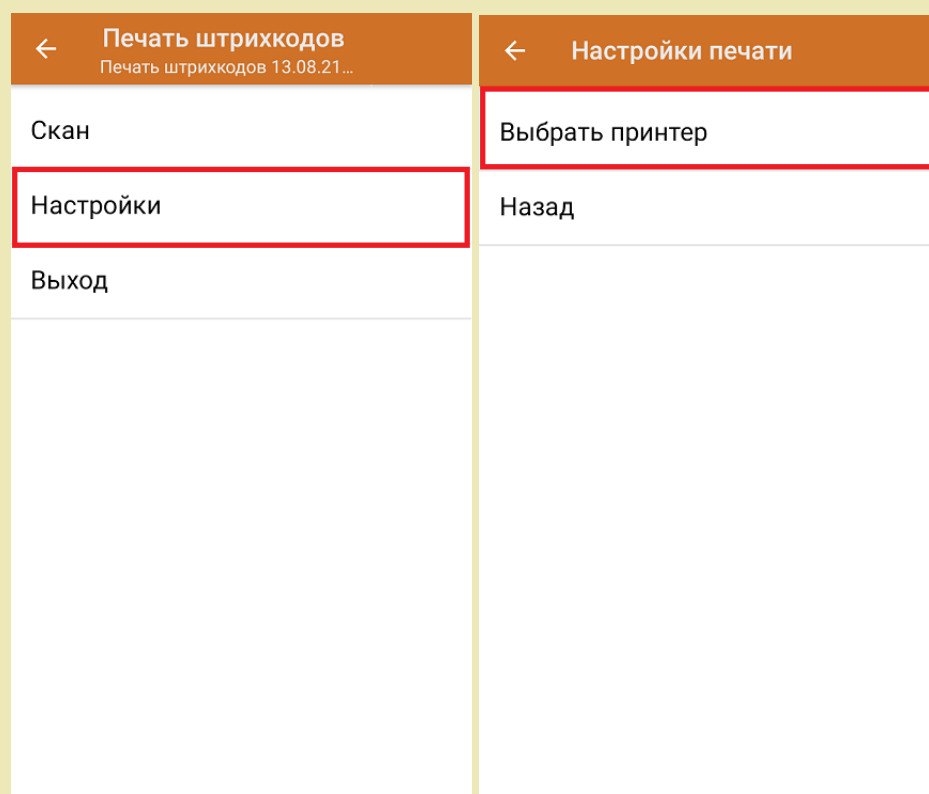 Печать штрихкодов
Печать штрихкодов 13.08.21...
Скан
Настройки
Выход
Настройки печати
Выбрать принтер
Назад